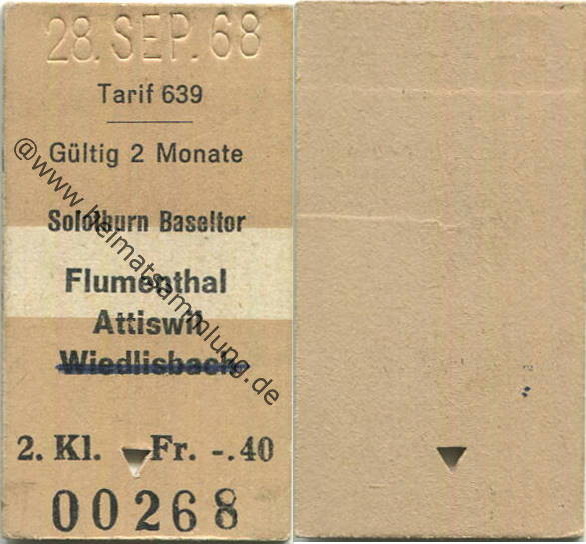 28. SEP. 68
Tarif 639
Gültig 2 Monate
Solothurn Baseltor
Flumenthal
Attiswil
Wiedlisbach
2. Kl. Fr. -.40
00268
@www.heimatsammlung.de